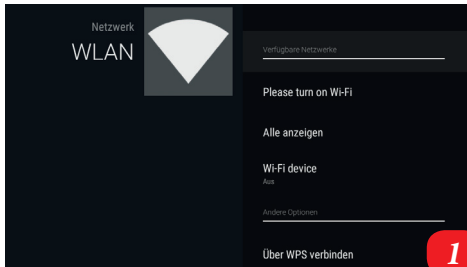 Netzwerk
WLAN
Verfügbare Netzwerke
Please turn on Wi-Fi
Alle anzeigen
Wi-Fi device
Aus
Andere Optionen
Über WPS verbinden
1